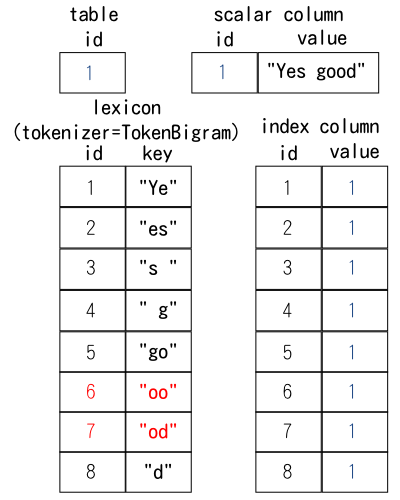 table scalar column
id id value
1 1 "Yes good"
lexicon
(tokenizer=TokenBigram) index column
id key id value
1 "Ye" 1 1
2 "es" 2 1
3 "s " 3 1
4 " g" 4 1
5 "go" 5 1
6 "oo" 6 1
7 "od" 7 1
8 "d" 8 1